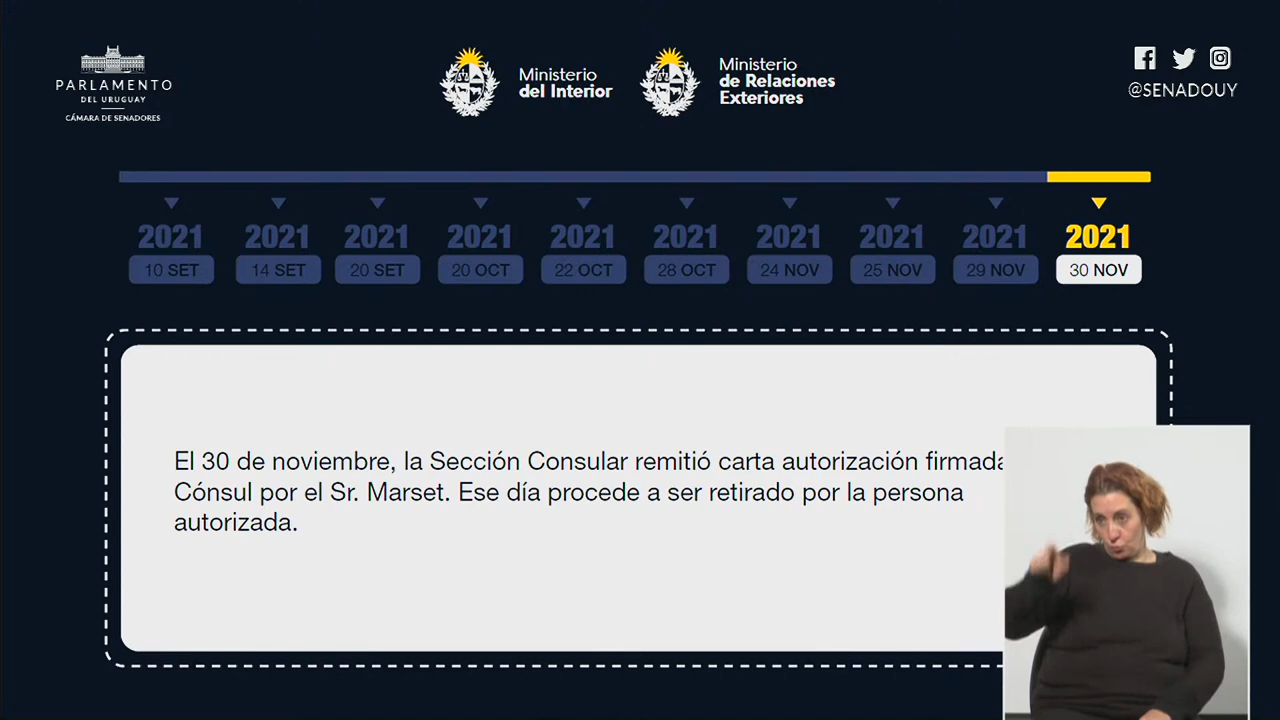 PARLAMENTO
DEL URUGUAY
CÁMARA DE SENADORES
Ministerio
del Interior
Ministerio
de Relaciones
Exteriores
@SENADOUY
2021 2021 2021 2021 2021 2021 2021 2021 2021 2021
10 SET 14 SET 20 SET 20 OCT 22 OCT 28 OCT 24 NOV 25 NOV 29 NOV 30 NOV
El 30 de noviembre, la Sección Consular remitió carta autorización firmada
Cónsul por el Sr. Marset. Ese día procede a ser retirado por la persona
autorizada.